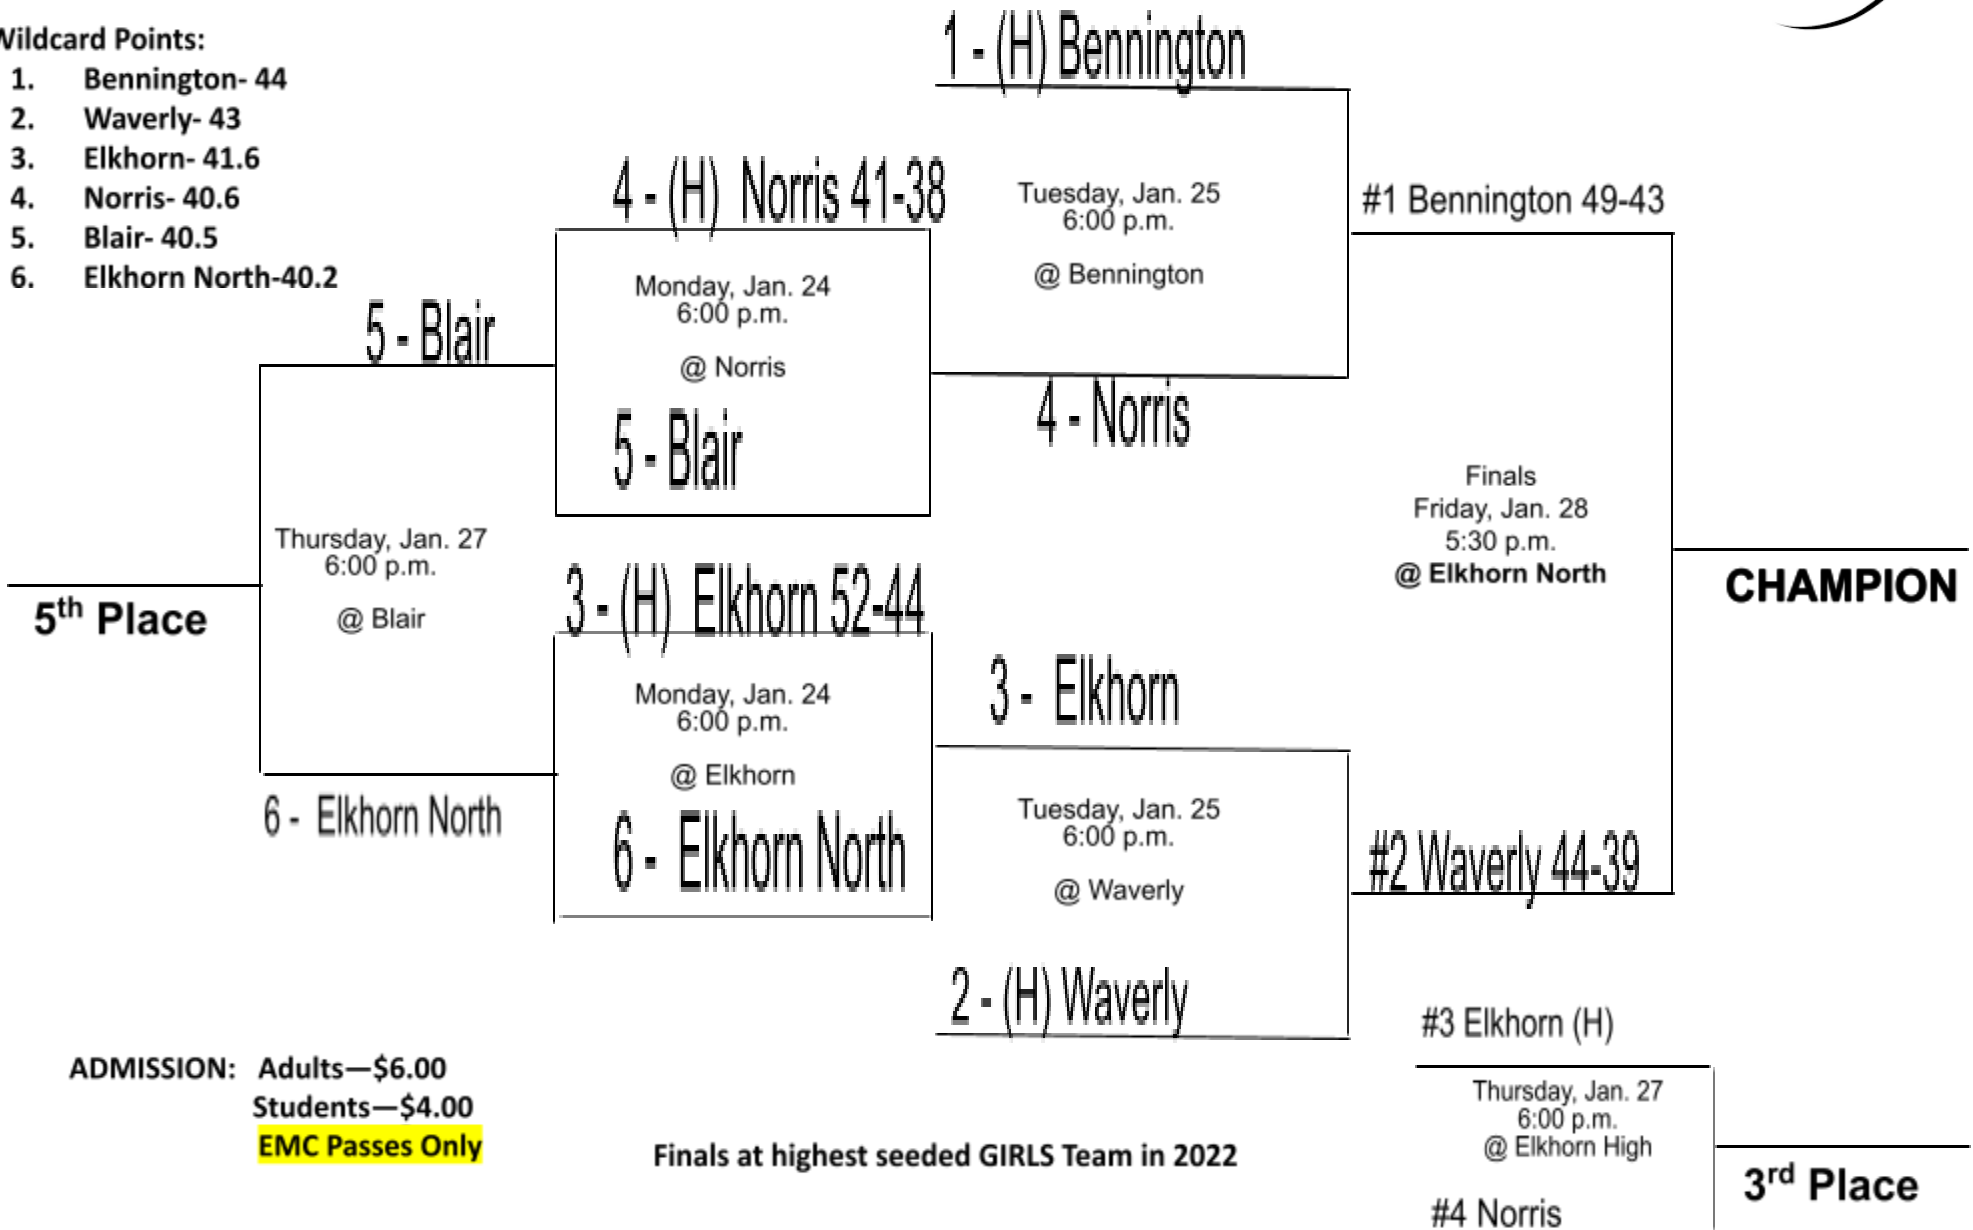 Wildcard Points:
1. Bennington- 44
2. Waverly- 43
3. Elkhorn- 41.6
4. Norris- 40.6
5. Blair- 40.5
6. Elkhorn North-40.2
1 - (H) Bennington
4 - (H) Norris 41-38
Tuesday, Jan. 25
6:00 p.m.
@ Bennington
#1 Bennington 49-43
5 - Blair
Monday, Jan. 24
6:00 p.m.
@ Norris
5 - Blair
4 - Norris
Thursday, Jan. 27
6:00 p.m.
@ Blair
5th Place
Finals
Friday, Jan. 28
5:30 p.m.
@ Elkhorn North
CHAMPION
3 - (H) Elkhorn 52-44
Monday, Jan. 24
6:00 p.m.
@ Elkhorn
3 - Elkhorn
6 - Elkhorn North
6 - Elkhorn North
Tuesday, Jan. 25
6:00 p.m.
@ Waverly
#2 Waverly 44-39
2 - (H) Waverly
#3 Elkhorn (H)
Thursday, Jan. 27
6:00 p.m.
@ Elkhorn High
#4 Norris
3rd Place
ADMISSION: Adults—$6.00
Students—$4.00
EMC Passes Only
Finals at highest seeded GIRLS Team in 2022